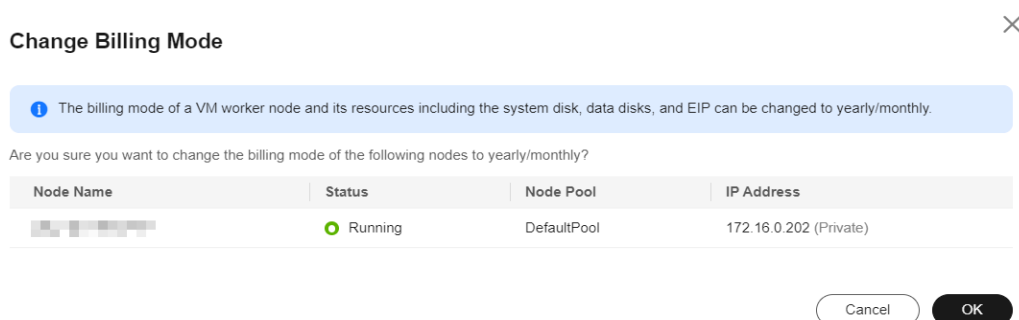 Change Billing Mode
The billing mode of a VM worker node and its resources including the system disk, data disks, and EIP can be changed to yearly/monthly.
Are you sure you want to change the billing mode of the following nodes to yearly/monthly?
Node Name Status Node Pool IP Address
Running DefaultPool 172.16.0.202 (Private)
Cancel OK